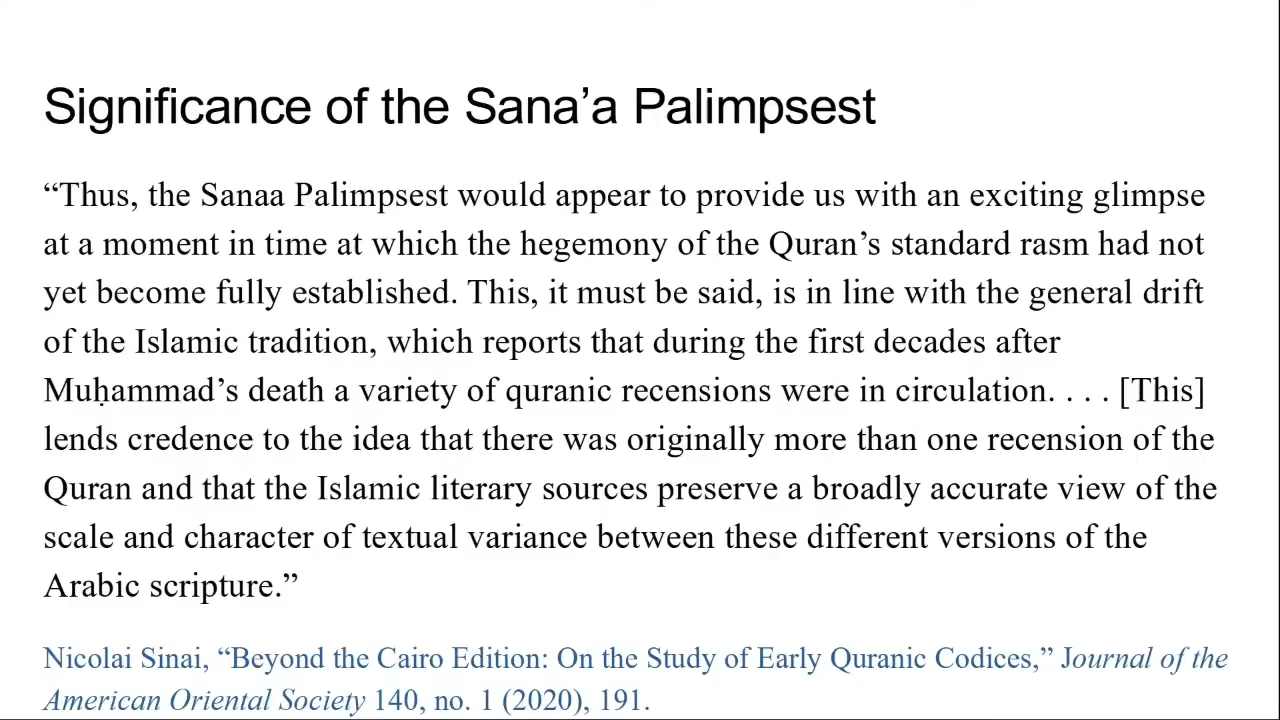 Significance of the Sana’a Palimpsest
“Thus, the Sanaa Palimpsest would appear to provide us with an exciting glimpse
at a moment in time at which the hegemony of the Quran’s standard rasm had not
yet become fully established. This, it must be said, is in line with the general drift
of the Islamic tradition, which reports that during the first decades after
Muḥammad’s death a variety of quranic recensions were in circulation. . . . [This]
lends credence to the idea that there was originally more than one recension of the
Quran and that the Islamic literary sources preserve a broadly accurate view of the
scale and character of textual variance between these different versions of the
Arabic scripture.”
Nicolai Sinai, “Beyond the Cairo Edition: On the Study of Early Quranic Codices,” Journal of the
American Oriental Society 140, no. 1 (2020), 191.